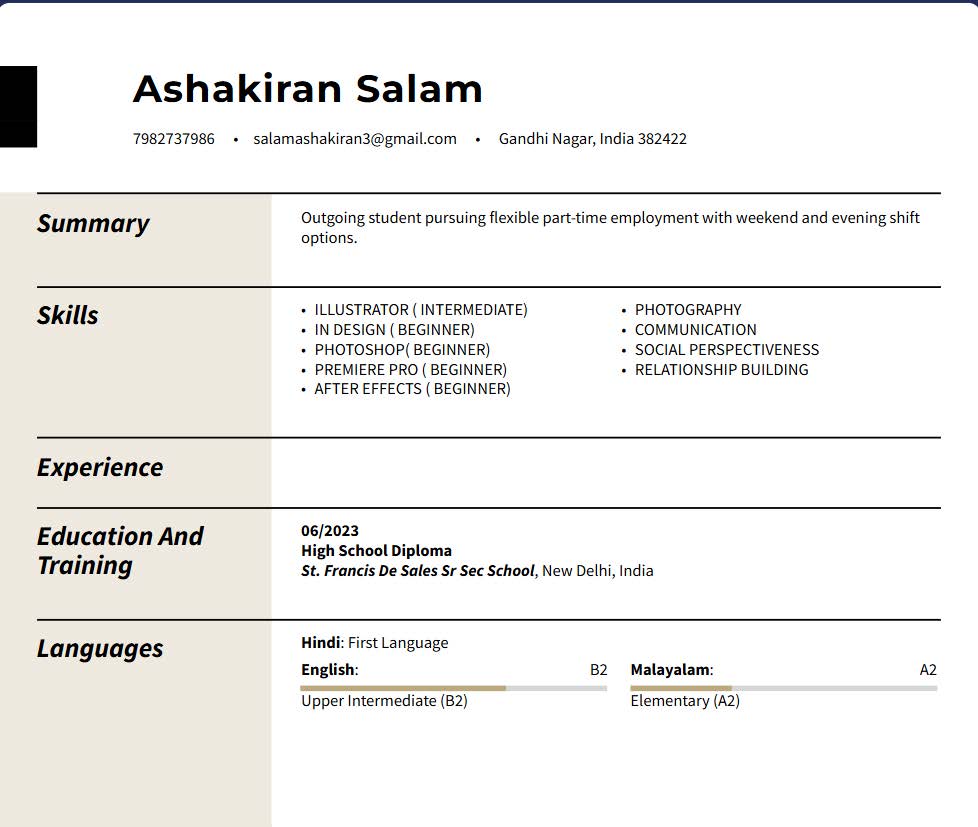 Ashakiran Salam
7982737986 • salamashakiran3@gmail.com • Gandhi Nagar, India 382422
Summary
Outgoing student pursuing flexible part-time employment with weekend and evening shift
options.
Skills
• ILLUSTRATOR ( INTERMEDIATE)
• IN DESIGN ( BEGINNER)
• PHOTOSHOP( BEGINNER)
• PREMIERE PRO ( BEGINNER)
• AFTER EFFECTS ( BEGINNER)
• PHOTOGRAPHY
• COMMUNICATION
• SOCIAL PERSPECTIVENESS
• RELATIONSHIP BUILDING
Experience
Education And
Training
06/2023
High School Diploma
St. Francis De Sales Sr Sec School, New Delhi, India
Languages
Hindi: First Language
English: B2
Upper Intermediate (B2)
Malayalam: A2
Elementary (A2)